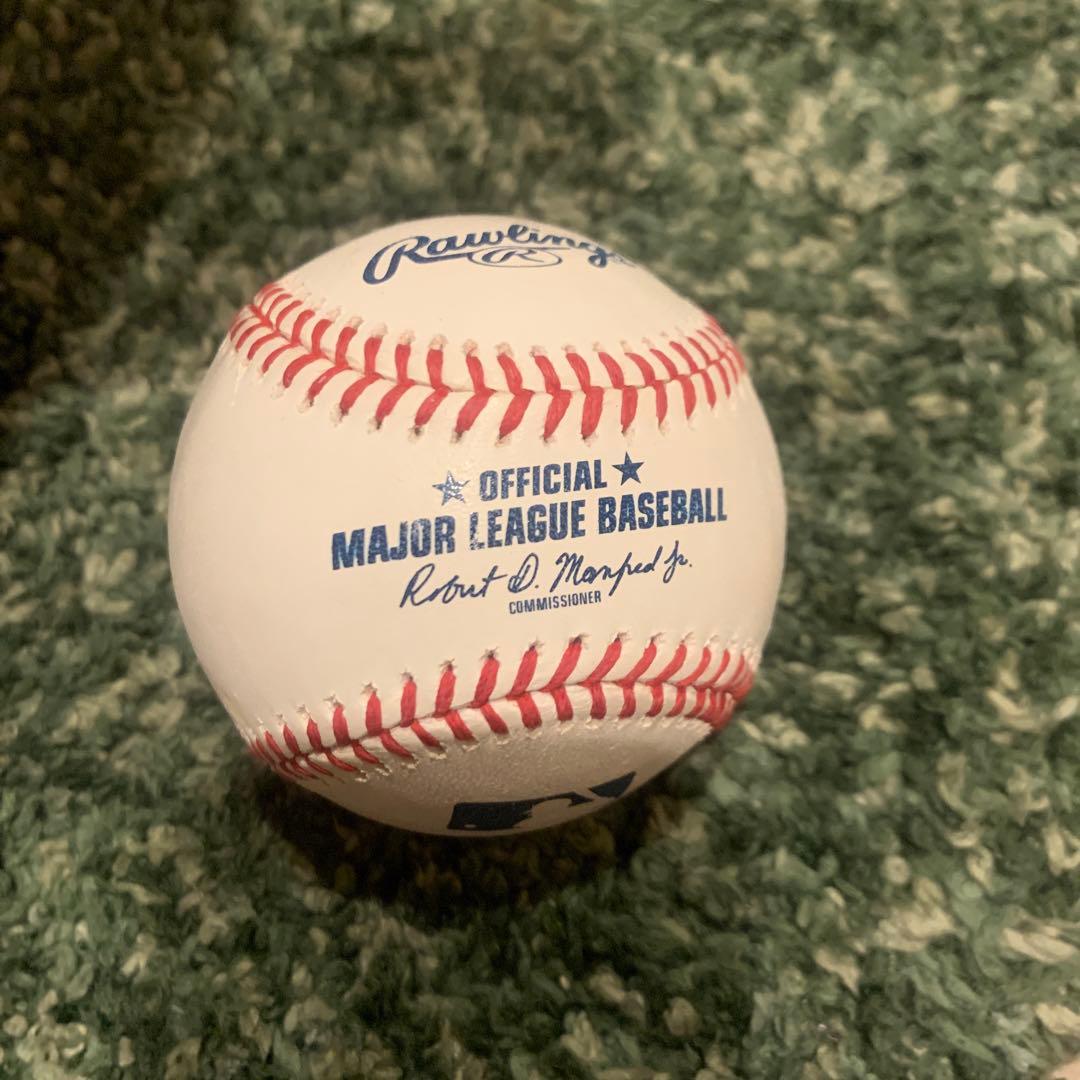 Rawlings
R
★ OFFICIAL ★
MAJOR LEAGUE BASEBALL
Robert D. Manfred Jr.
COMMISSIONER